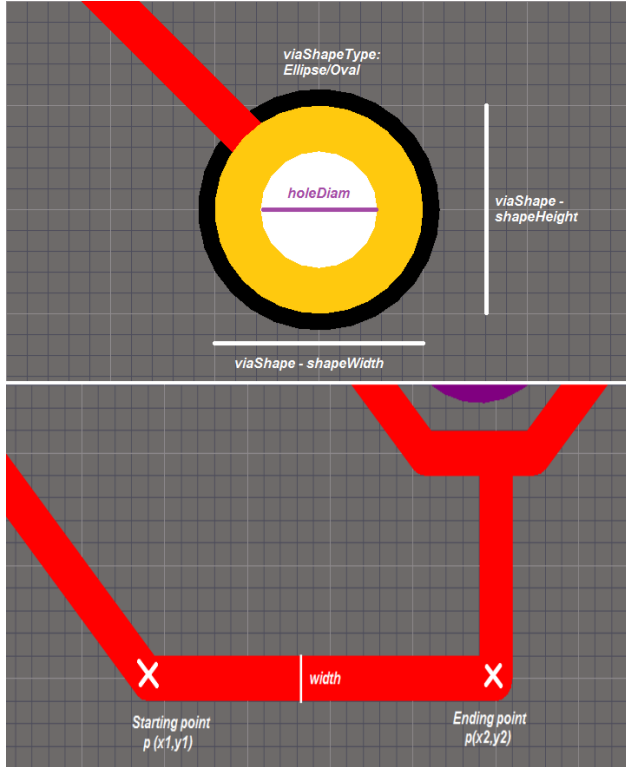 viaShapeType:
Ellipse/Oval
holeDiam
viaShape -
shapeHeight
viaShape - shapeWidth
width
Starting point
p (x1,y1)
Ending point
p(x2,y2)